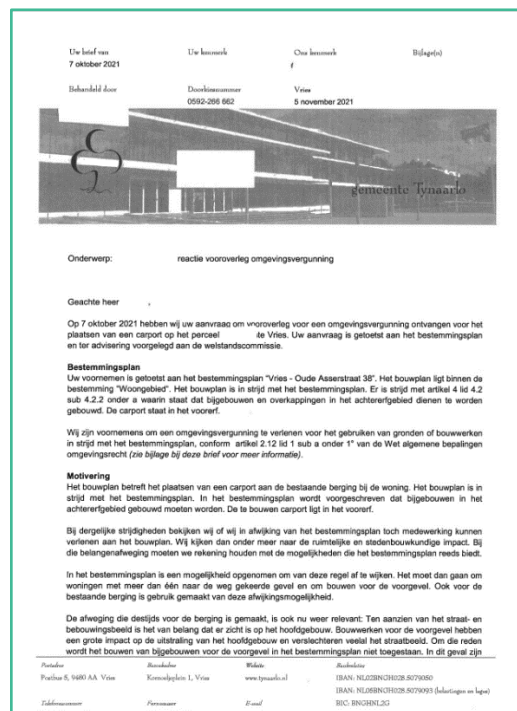 Uw brief van Uw kenmerk Ons kenmerk Bijlage(n)
7 oktober 2021
Behandeld door Doorkiesnummer Vries
0592-266 662 5 november 2021
gemeente Tynaarlo
Onderwerp: reactie vooroverleg omgevingsvergunning
Geachte heer ,
Op 7 oktober 2021 hebben wij uw aanvraag om vooroverleg voor een omgevingsvergunning ontvangen voor het
plaatsen van een carport op het perceel te Vries. Uw aanvraag is getoetst aan het bestemmingsplan
en ter advisering voorgelegd aan de welstandscommissie.
Bestemmingsplan
Uw voornemen is getoetst aan het bestemmingsplan "Vries - Oude Asserstraat 38". Het bouwplan ligt binnen de
bestemming "Woongebied". Het bouwplan is in strijd met het bestemmingsplan. Er is strijd met artikel 4 lid 4.2
sub 4.2.2 onder a waarin staat dat bijgebouwen en overkappingen in het achtererfgebied dienen te worden
gebouwd. De carport staat in het voorerf.
Wij zijn voornemens om een omgevingsvergunning te verlenen voor het gebruiken van gronden of bouwwerken
in strijd met het bestemmingsplan, conform artikel 2.12 lid 1 sub a onder 1° van de Wet algemene bepalingen
omgevingsrecht (zie bijlage bij deze brief voor meer informatie).
Motivering
Het bouwplan betreft het plaatsen van een carport aan de bestaande berging bij de woning. Het bouwplan is in
strijd met het bestemmingsplan. In het bestemmingsplan wordt voorgeschreven dat bijgebouwen in het
achtererfgebied gebouwd moeten worden. De te bouwen carport ligt in het voorerf.
Bij dergelijke strijdigheden bekijken wij of wij in afwijking van het bestemmingsplan toch medewerking kunnen
verlenen aan het bouwplan. Wij kijken dan onder meer naar de ruimtelijke en stedenbouwkundige impact. Bij
die belangenafweging moeten we rekening houden met de mogelijkheden die het bestemmingsplan reeds biedt.
In het bestemmingsplan is een mogelijkheid opgenomen om van deze regel af te wijken. Het moet dan gaan om
woningen met meer dan één naar de weg gekeerde gevel en om bouwen voor de voorgevel. Ook voor de
bestaande berging is gebruik gemaakt van deze afwijkingsmogelijkheid.
De afweging die destijds voor de berging is gemaakt, is ook nu weer relevant: Ten aanzien van het straat- en
bebouwingsbeeld is het van belang dat er zicht is op het hoofdgebouw. Bouwwerken voor de voorgevel hebben
een grote impact op de uitstraling van het hoofdgebouw en verslechteren veelal het straatbeeld. Om die reden
wordt het bouwen van bijgebouwen voor de voorgevel in het bestemmingsplan niet toegestaan. In dit geval zijn
Postadres Bezoekadres Website Bankrelatie
Postbus 5, 9480 AA Vries Kornoeljeplein 1, Vries www.tynaarlo.nl IBAN: NL02BNGH0285079050
Telefoonnummer Faxnummer E-mail BIC: BNGHNL2G